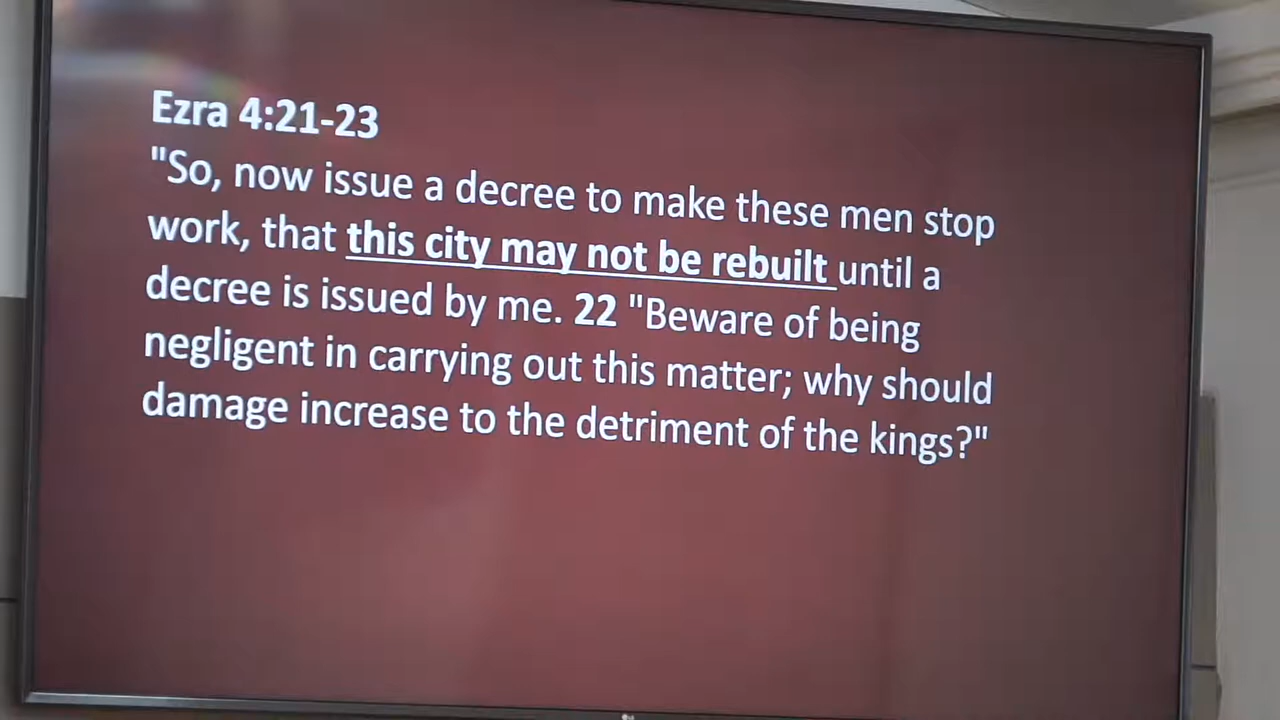 Ezra 4:21-23
"So, now issue a decree to make these men stop
work, that this city may not be rebuilt until a
decree is issued by me. 22 "Beware of being
negligent in carrying out this matter; why should
damage increase to the detriment of the kings?"